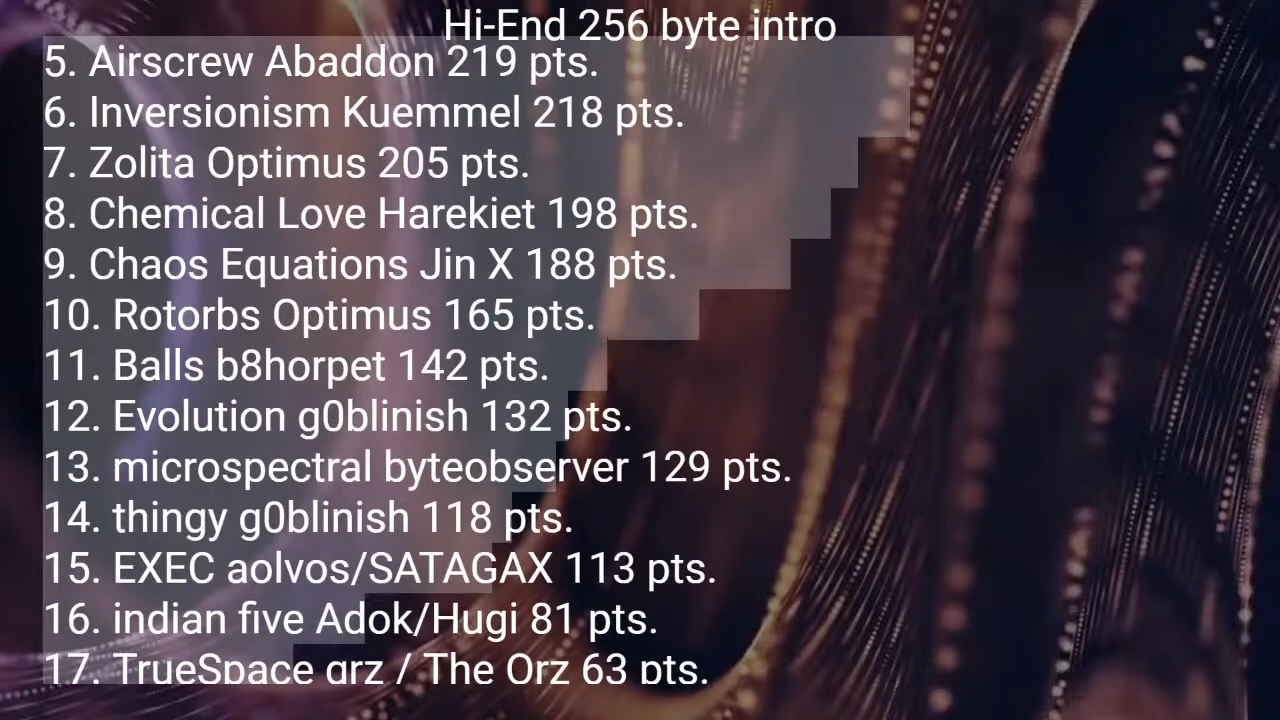 Hi-End 256 byte intro
5. Airscrew Abaddon 219 pts.
6. Inversionism Kuemmel 218 pts.
7. Zolita Optimus 205 pts.
8. Chemical Love Harekiet 198 pts.
9. Chaos Equations Jin X 188 pts.
10. Rotorbs Optimus 165 pts.
11. Balls b8horpet 142 pts.
12. Evolution g0blinish 132 pts.
13. microspectral byteobserver 129 pts.
14. thingy g0blinish 118 pts.
15. EXEC aolvos/SATAGAX 113 pts.
16. indian five Adok/Hugi 81 pts.
17. TrueSpace grz / The Orz 63 pts.